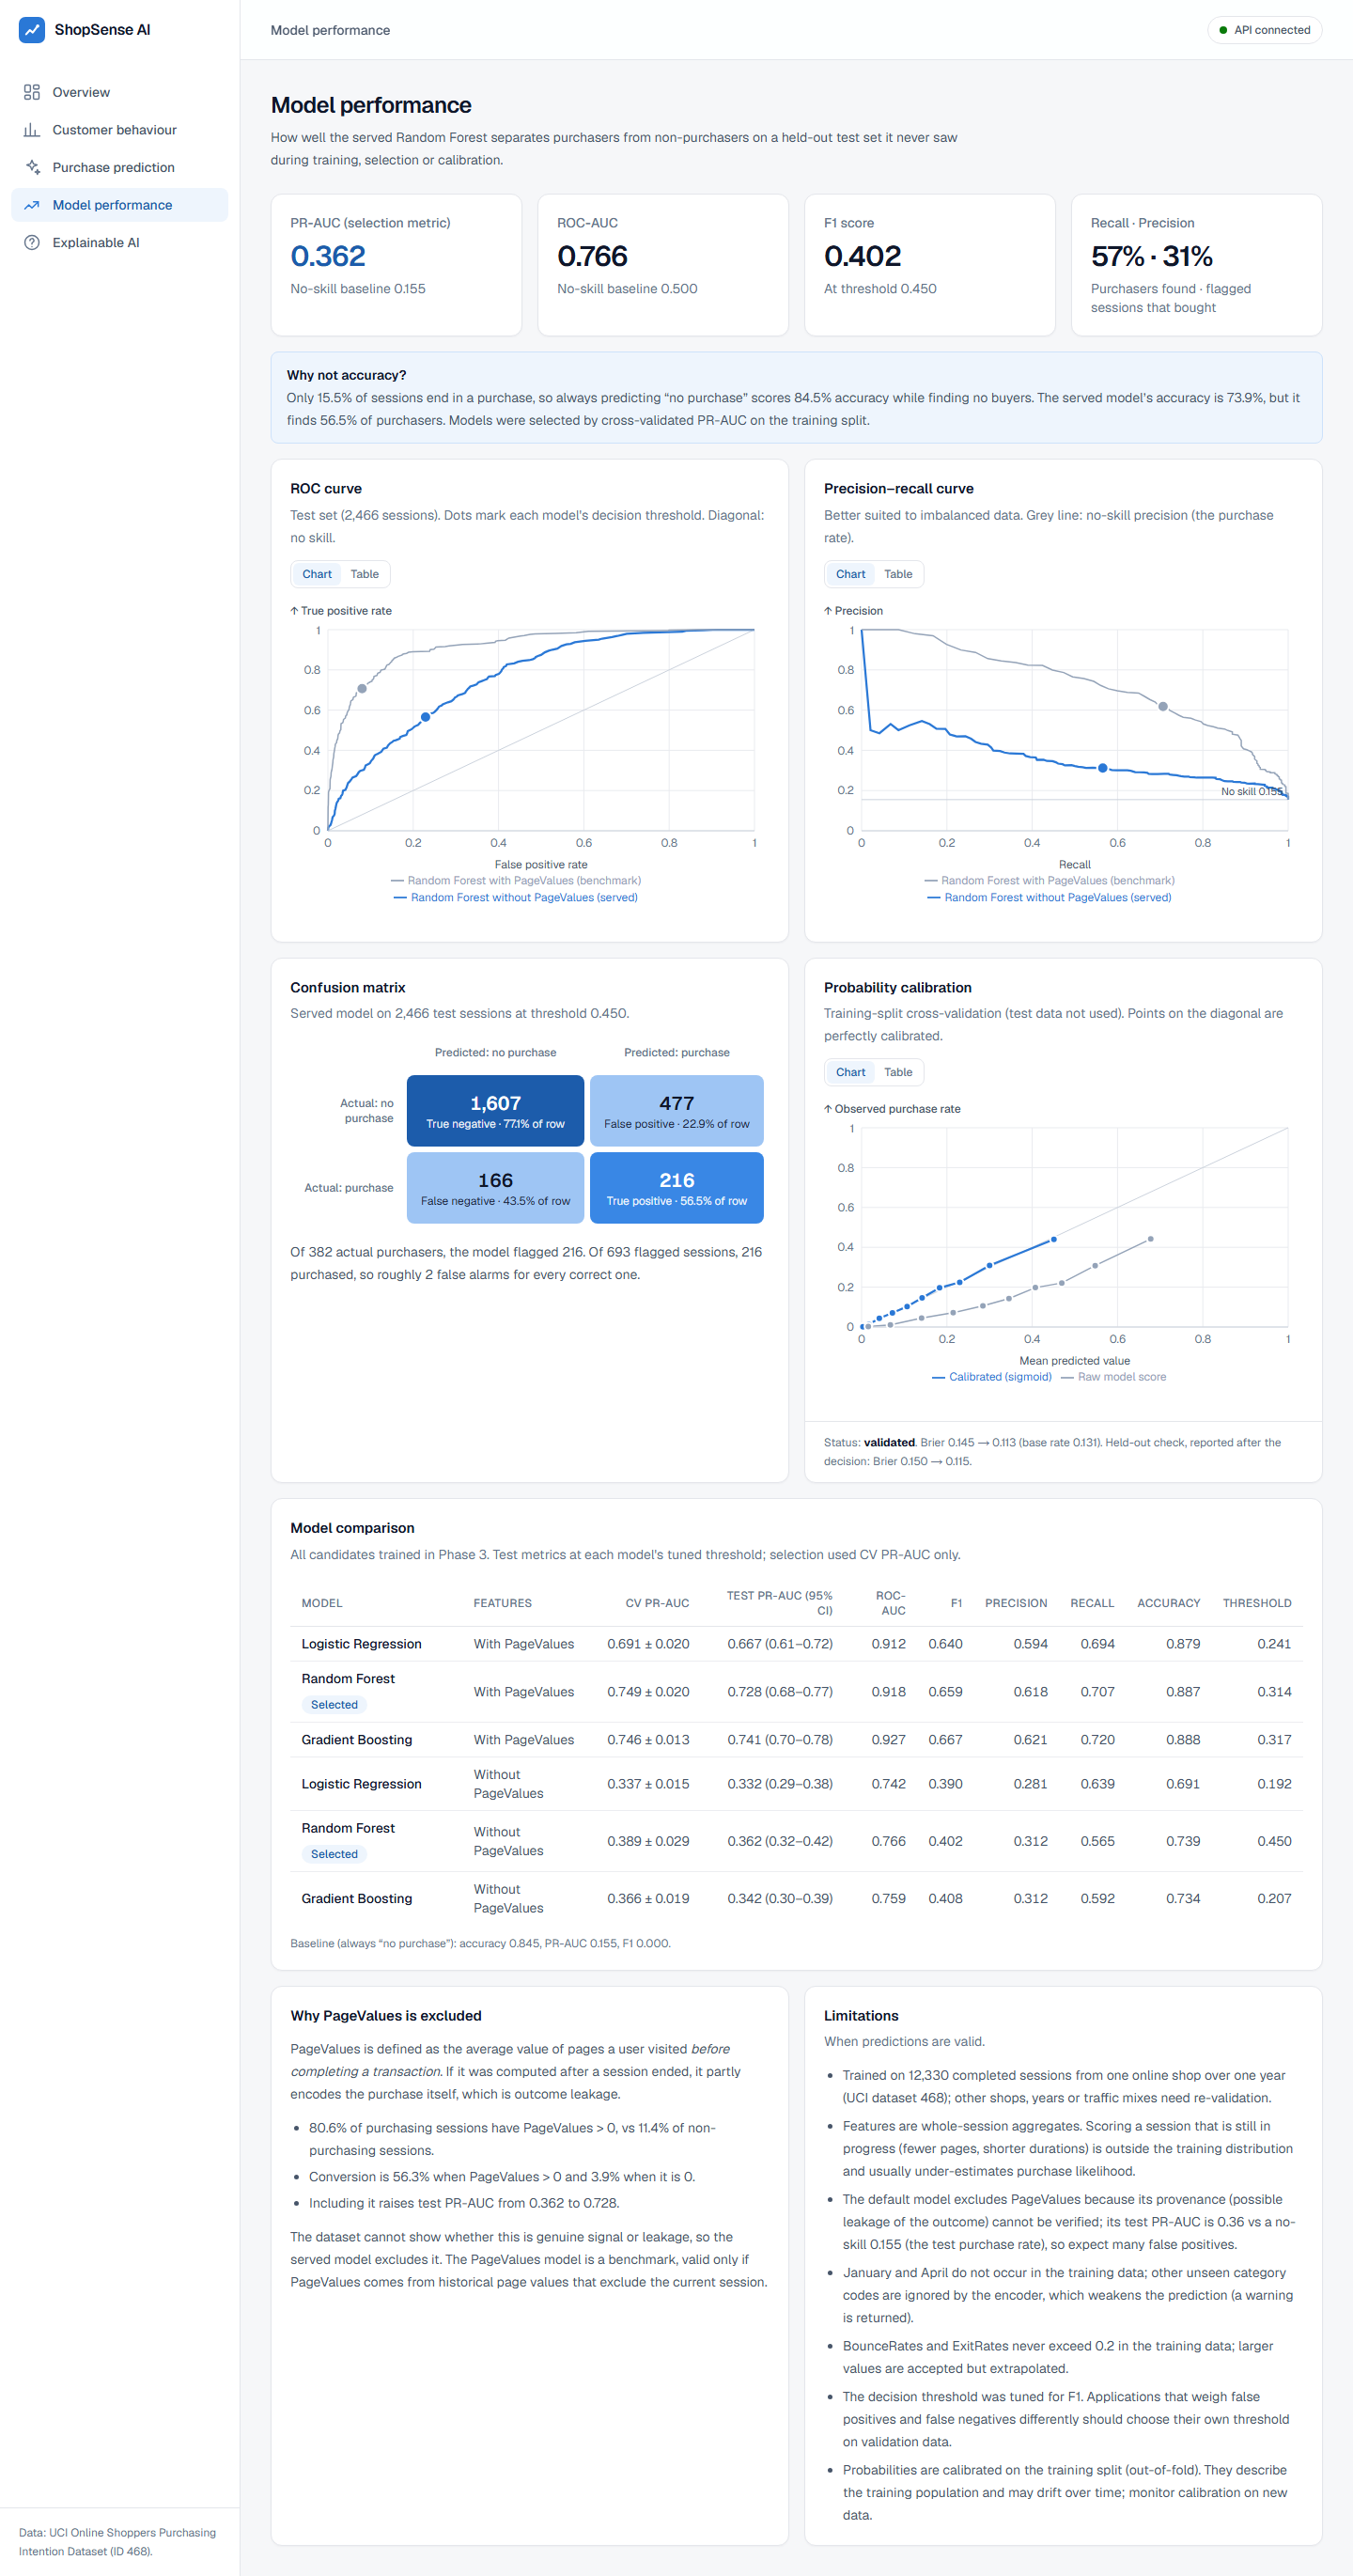 ShopSense AI
Overview
Customer behaviour
Purchase prediction
Model performance
Explainable AI
Data: UCI Online Shoppers Purchasing
Intention Dataset (ID 468).
Model performance
API connected
Model performance
How well the served Random Forest separates purchasers from non-purchasers on a held-out test set it never saw
during training, selection or calibration.
PR-AUC (selection metric)
0.362
No-skill baseline 0.155
ROC-AUC
0.766
No-skill baseline 0.500
F1 score
0.402
At threshold 0.450
Recall · Precision
57% · 31%
Purchasers found · flagged
sessions that bought
Why not accuracy?
Only 15.5% of sessions end in a purchase, so always predicting “no purchase” scores 84.5% accuracy while finding no buyers. The served model's accuracy is 73.9%, but it
finds 56.5% of purchasers. Models were selected by cross-validated PR-AUC on the training split.
ROC curve
Test set (2,466 sessions). Dots mark each model's decision threshold. Diagonal:
no skill.
Chart Table
↑ True positive rate
1
0.8
0.6
0.4
0.2
0
0 0.2 0.4 0.6 0.8 1
False positive rate
Random Forest with PageValues (benchmark)
Random Forest without PageValues (served)
Precision–recall curve
Better suited to imbalanced data. Grey line: no-skill precision (the purchase
rate).
Chart Table
↑ Precision
1
0.8
0.6
0.4
0.2
0
No skill 0.155
0 0.2 0.4 0.6 0.8 1
Recall
Random Forest with PageValues (benchmark)
Random Forest without PageValues (served)
Confusion matrix
Served model on 2,466 test sessions at threshold 0.450.
Predicted: no purchase Predicted: purchase
Actual: no
purchase
1,607
True negative · 77.1% of row
477
False positive · 22.9% of row
Actual: purchase
166
False negative · 43.5% of row
216
True positive · 56.5% of row
Of 382 actual purchasers, the model flagged 216. Of 693 flagged sessions, 216
purchased, so roughly 2 false alarms for every correct one.
Probability calibration
Training-split cross-validation (test data not used). Points on the diagonal are
perfectly calibrated.
Chart Table
↑ Observed purchase rate
1
0.8
0.6
0.4
0.2
0
0 0.2 0.4 0.6 0.8 1
Mean predicted value
Calibrated (sigmoid) Raw model score
Status: validated. Brier 0.145 → 0.113 (base rate 0.131). Held-out check, reported after the
decision: Brier 0.150 → 0.115.
Model comparison
All candidates trained in Phase 3. Test metrics at each model's tuned threshold; selection used CV PR-AUC only.
MODEL FEATURES CV PR-AUC TEST PR-AUC (95% CI) ROC-AUC F1 PRECISION RECALL ACCURACY THRESHOLD
Logistic Regression With PageValues 0.691 ± 0.020 0.667 (0.61–0.72) 0.912 0.640 0.594 0.694 0.879 0.241
Random Forest Selected With PageValues 0.749 ± 0.020 0.728 (0.68–0.77) 0.918 0.659 0.618 0.707 0.887 0.314
Gradient Boosting With PageValues 0.746 ± 0.013 0.741 (0.70–0.78) 0.927 0.667 0.621 0.720 0.888 0.317
Logistic Regression Without PageValues 0.337 ± 0.015 0.332 (0.29–0.38) 0.742 0.390 0.281 0.639 0.691 0.192
Random Forest Selected Without PageValues 0.389 ± 0.029 0.362 (0.32–0.42) 0.766 0.402 0.312 0.565 0.739 0.450
Gradient Boosting Without PageValues 0.366 ± 0.019 0.342 (0.30–0.39) 0.759 0.408 0.312 0.592 0.734 0.207
Baseline (always “no purchase”): accuracy 0.845, PR-AUC 0.155, F1 0.000.
Why PageValues is excluded
PageValues is defined as the average value of pages a user visited before
completing a transaction. If it was computed after a session ended, it partly
encodes the purchase itself, which is outcome leakage.
• 80.6% of purchasing sessions have PageValues > 0, vs 11.4% of non-
purchasing sessions.
• Conversion is 56.3% when PageValues > 0 and 3.9% when it is 0.
• Including it raises test PR-AUC from 0.362 to 0.728.
The dataset cannot show whether this is genuine signal or leakage, so the
served model excludes it. The PageValues model is a benchmark, valid only if
PageValues comes from historical page values that exclude the current session.
Limitations
When predictions are valid.
• Trained on 12,330 completed sessions from one online shop over one year
(UCI dataset 468); other shops, years or traffic mixes need re-validation.
• Features are whole-session aggregates. Scoring a session that is still in
progress (fewer pages, shorter durations) is outside the training distribution
and usually under-estimates purchase likelihood.
• The default model excludes PageValues because its provenance (possible
leakage of the outcome) cannot be verified; its test PR-AUC is 0.36 vs a no-
skill 0.155 (the test purchase rate), so expect many false positives.
• January and April do not occur in the training data; other unseen category
codes are ignored by the encoder, which weakens the prediction (a warning
is returned).
• BounceRates and ExitRates never exceed 0.2 in the training data; larger
values are accepted but extrapolated.
• The decision threshold was tuned for F1. Applications that weigh false
positives and false negatives differently should choose their own threshold
on validation data.
• Probabilities are calibrated on the training split (out-of-fold). They describe
the training population and may drift over time; monitor calibration on new
data.